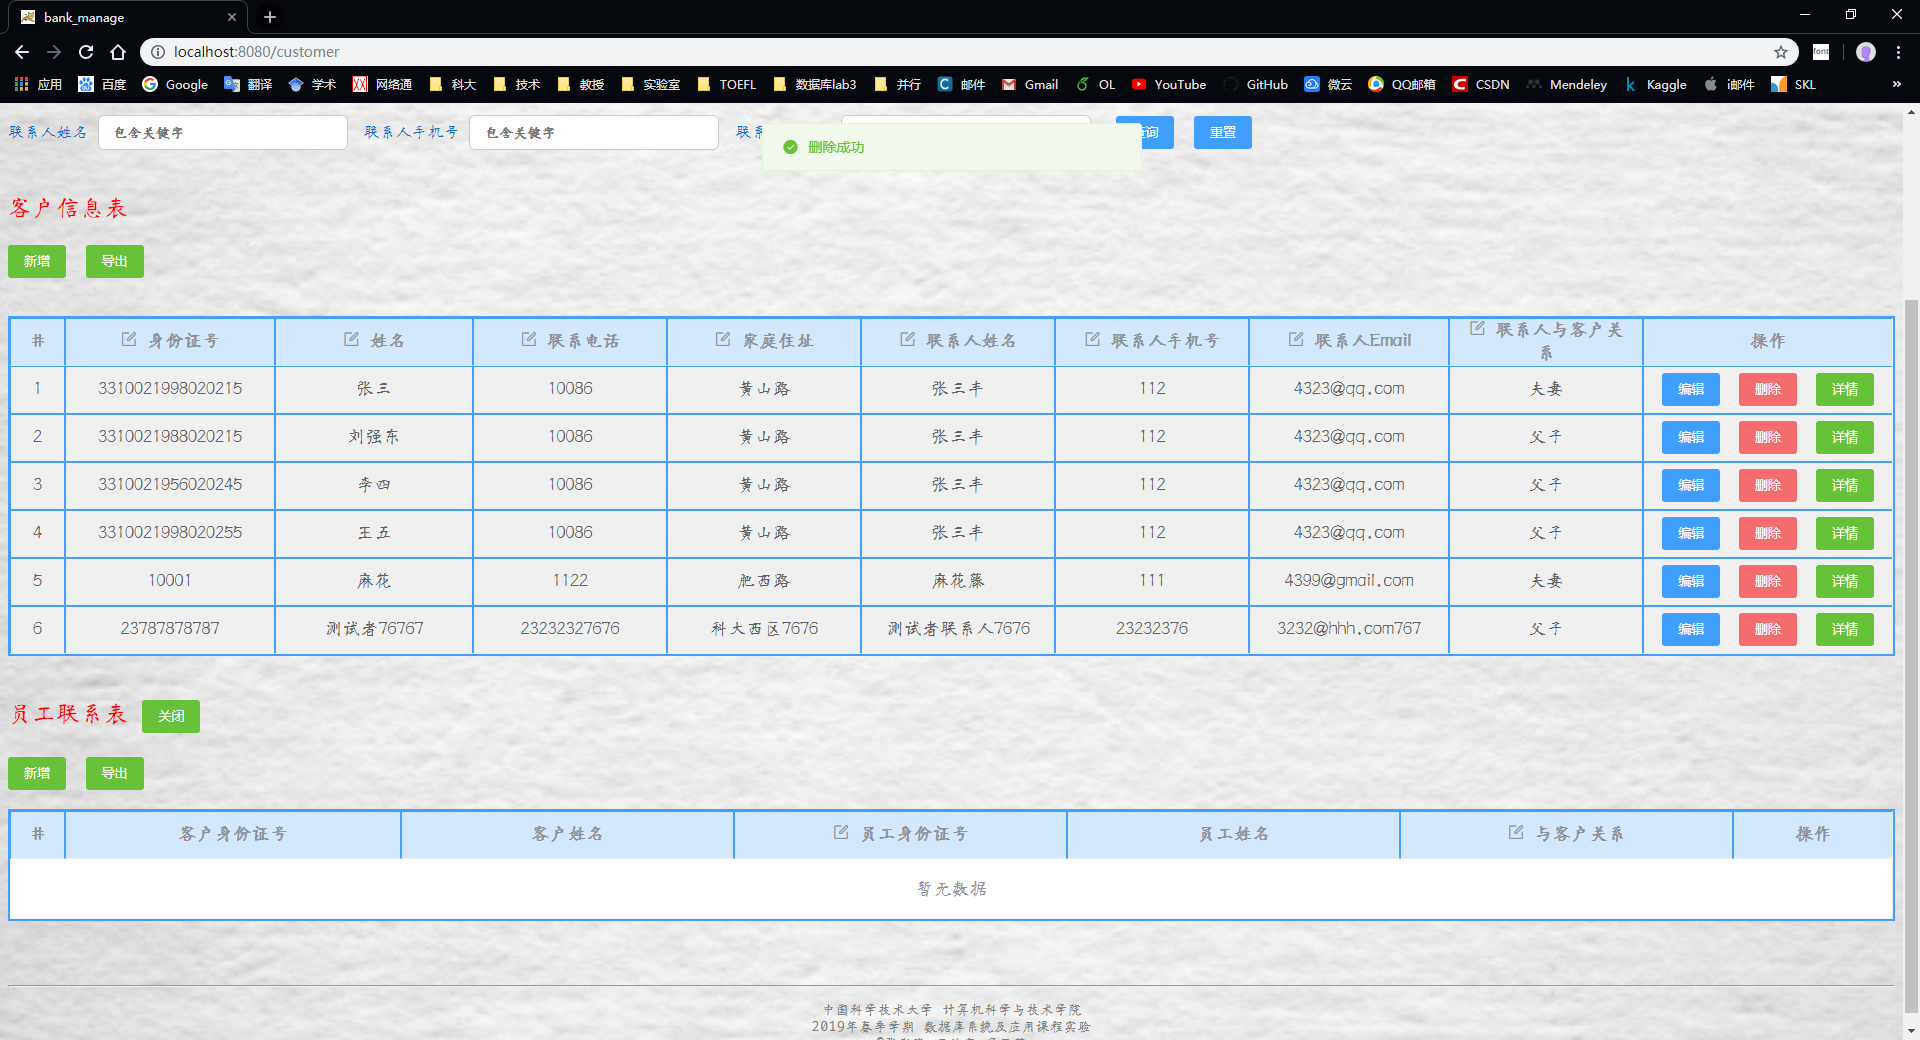 bank_manage
localhost:8080/customer
应用 百度 Google 翻译 学术 网络通 科大 技术 教授 实验室 TOEFL 数据库lab3 并行 邮件 Gmail OL YouTube GitHub 微云 QQ邮箱 CSDN Mendeley Kaggle i邮件 SKL
联系人姓名 包含关键字 联系人手机号 包含关键字 联系 查询 重置
删除成功
客户信息表
新增 导出
# 身份证号 姓名 联系电话 家庭住址 联系人姓名 联系人手机号 联系人Email 联系人与客户关系 操作
1 3310021998020215 张三 10086 黄山路 张三丰 112 4323@qq.com 夫妻 编辑 删除 详情
2 3310021988020215 刘强东 10086 黄山路 张三丰 112 4323@qq.com 父子 编辑 删除 详情
3 3310021956020245 李四 10086 黄山路 张三丰 112 4323@qq.com 父子 编辑 删除 详情
4 3310021998020255 王五 10086 黄山路 张三丰 112 4323@qq.com 父子 编辑 删除 详情
5 10001 麻花 1122 肥西路 麻花藤 111 4399@gmail.com 夫妻 编辑 删除 详情
6 23787878787 测试者76767 23232327676 科大西区7676 测试者联系人7676 23232376 3232@hhh.com767 父子 编辑 删除 详情
员工联系表 关闭
新增 导出
# 客户身份证号 客户姓名 员工身份证号 员工姓名 与客户关系 操作
暂无数据
中国科学技术大学 计算机科学与技术学院
2019年春季学期 数据库系统及应用课程实验